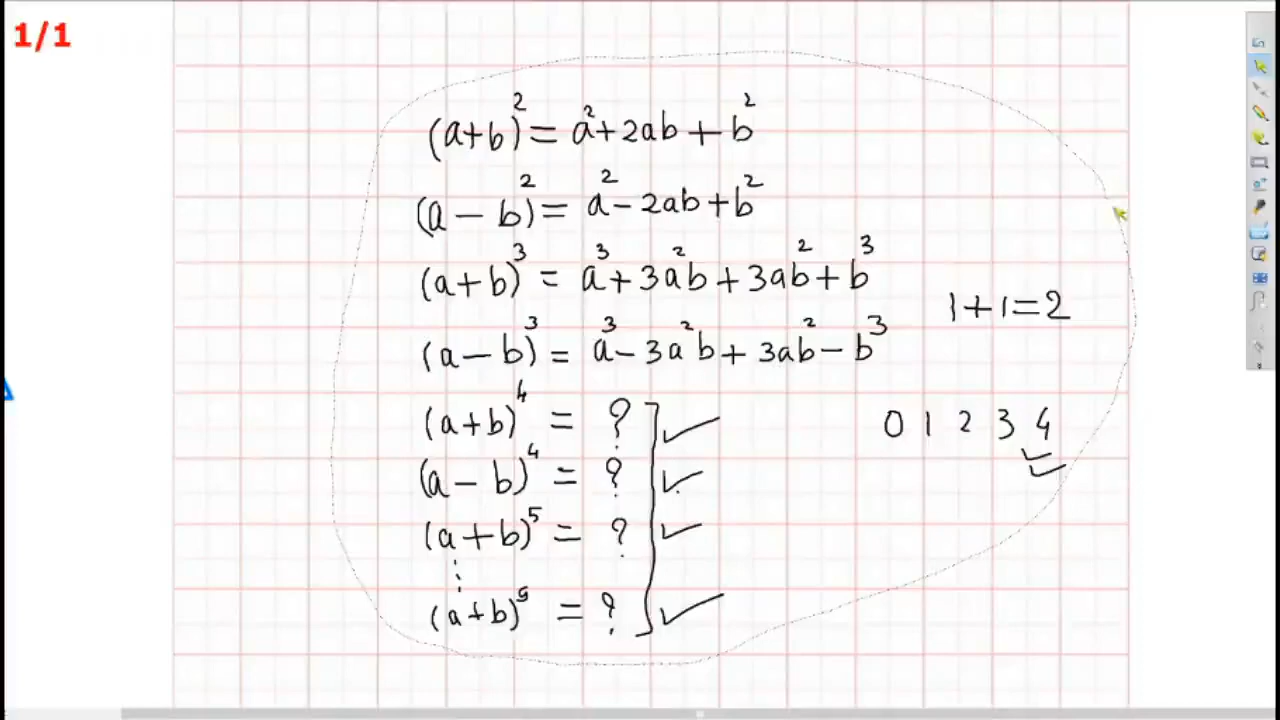 1/1
(a+b)² = a² + 2ab + b²
(a − b)² = a² − 2ab + b²
(a + b)³ = a³ + 3a²b + 3ab² + b³
1 + 1 = 2
(a − b)³ = a³ − 3a²b + 3ab² − b³
(a + b)⁴ = ?
0 1 2 3 4
(a − b)⁴ = ?
(a + b)⁵ = ?
(a + b)⁹ = ?